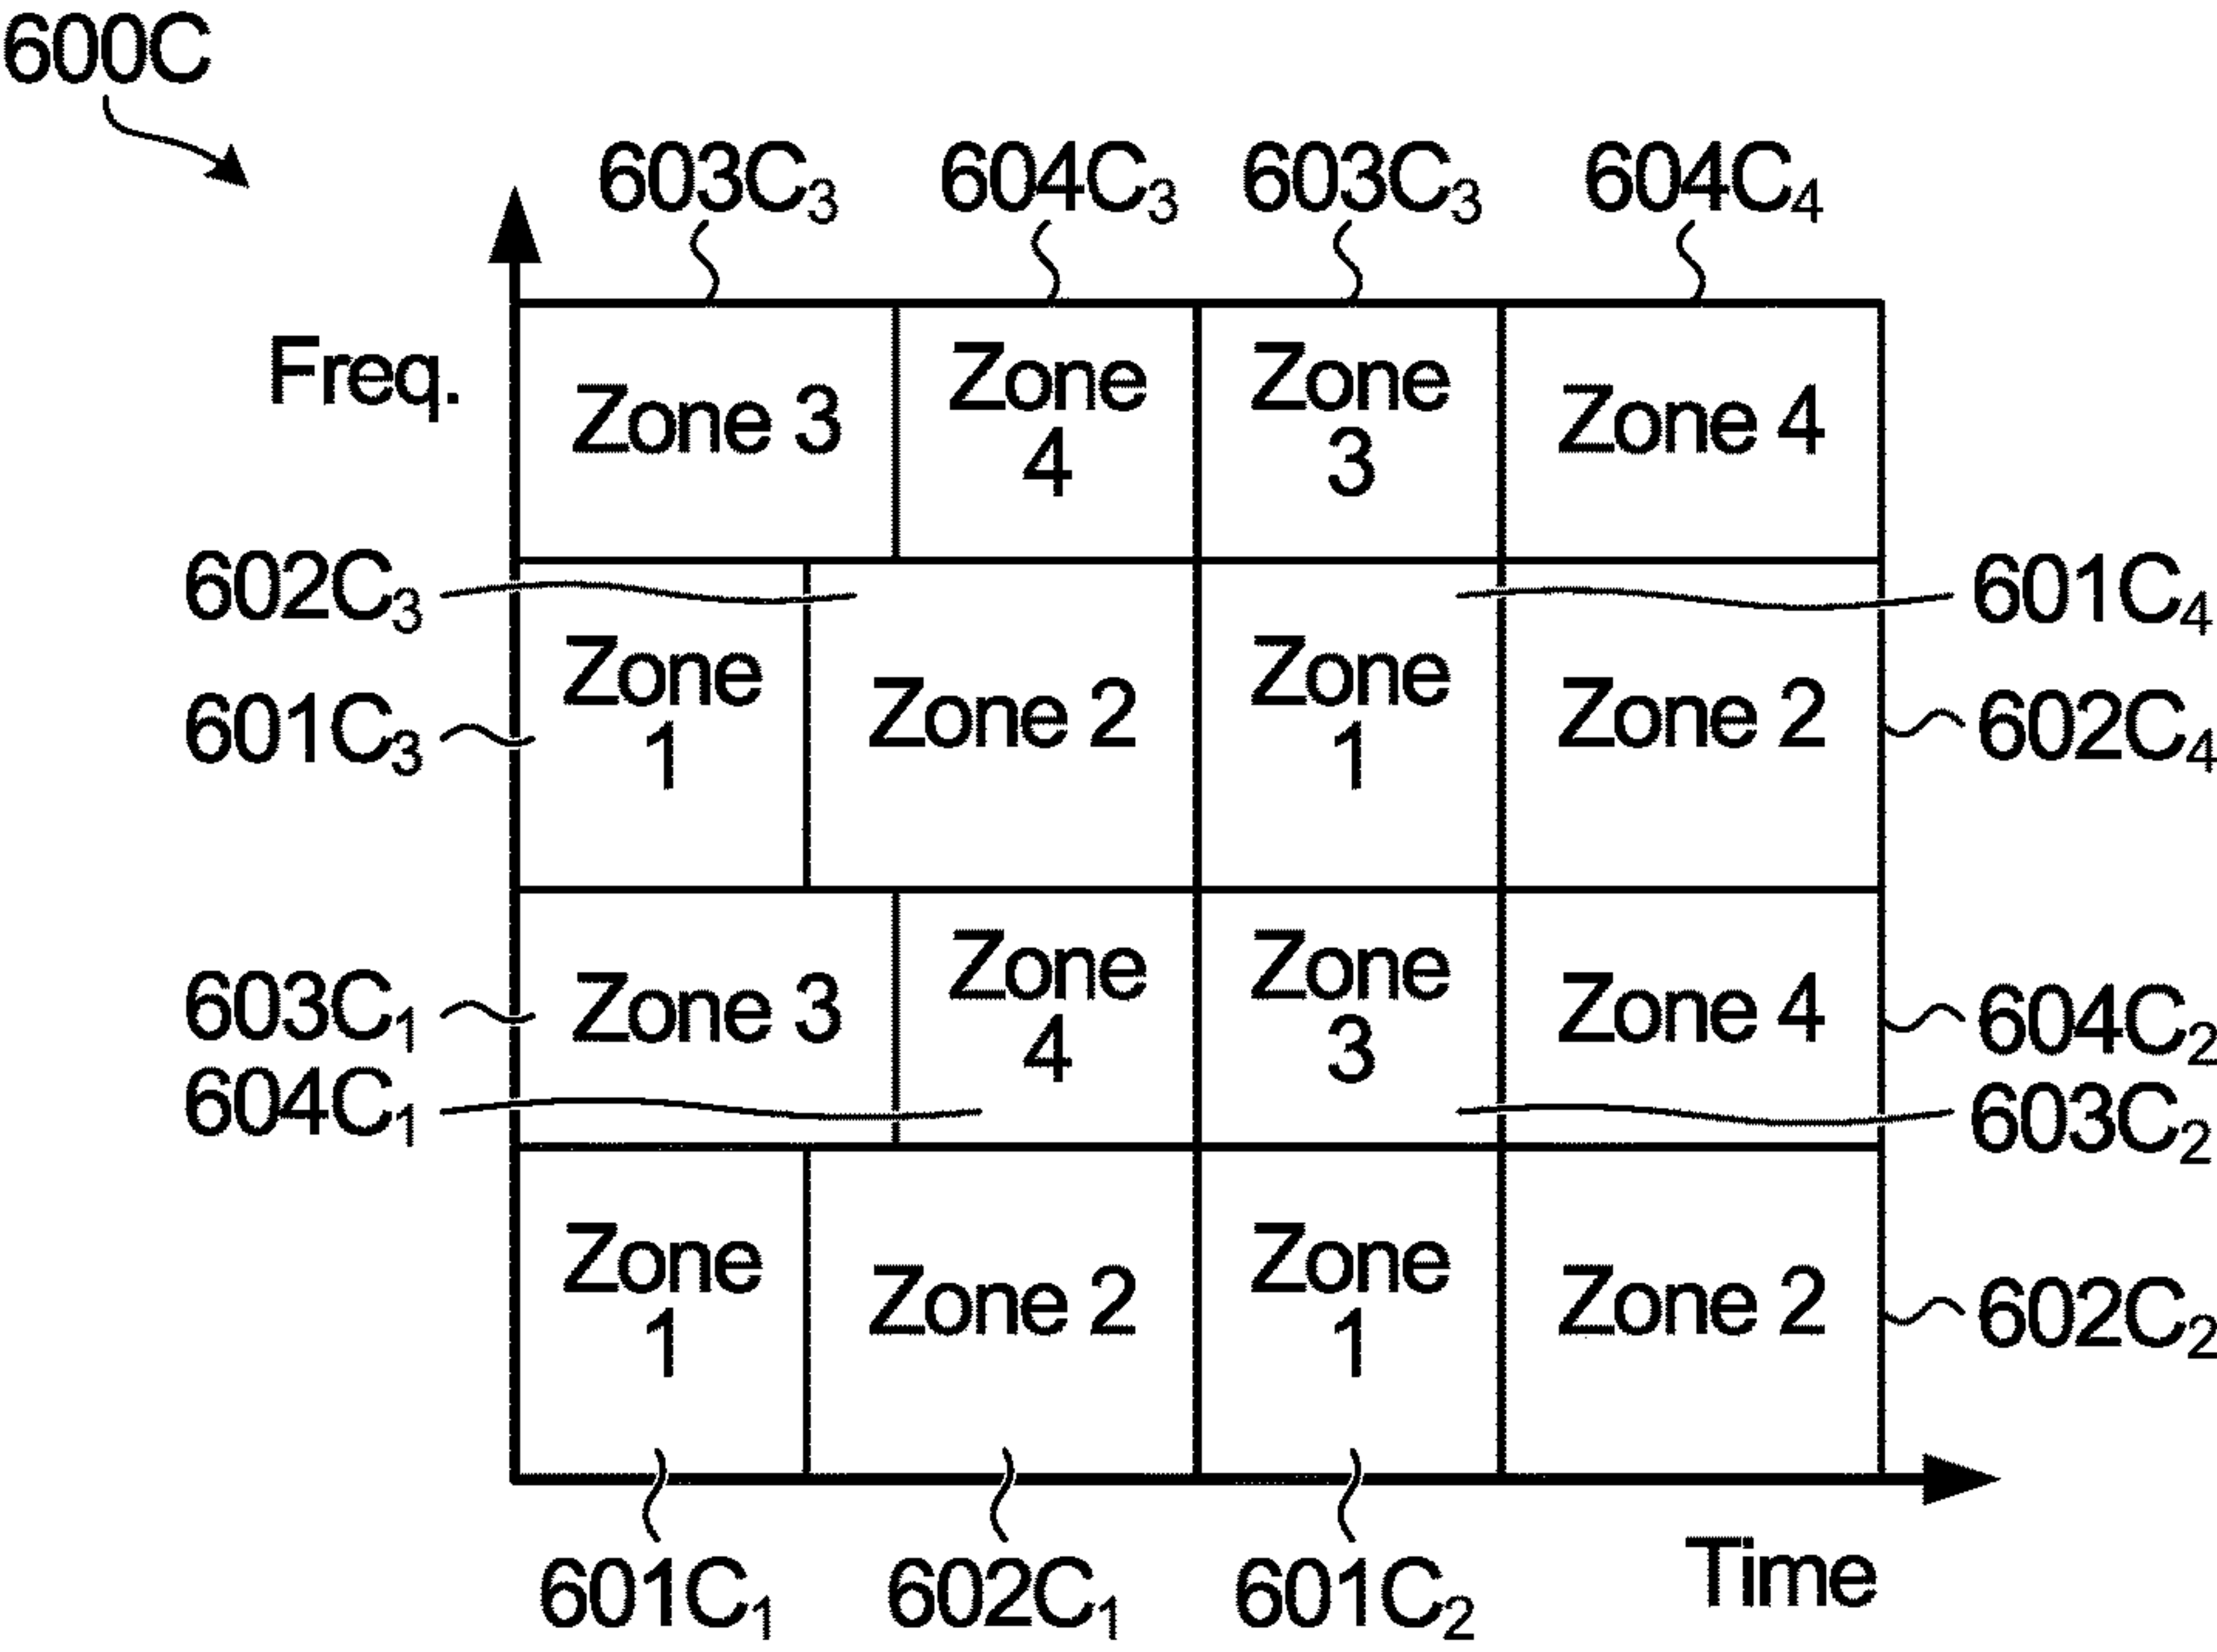 600C
603C₃ 604C₃ 603C₃ 604C₄
Freq.
Zone 3
Zone
4
Zone
3
Zone 4
602C₃
601C₄
Zone
1
Zone 2
Zone
1
Zone 2
601C₃
602C₄
603C₁
Zone 3
Zone
4
Zone
3
Zone 4
604C₂
604C₁
603C₂
Zone
1
Zone 2
Zone
1
Zone 2
602C₂
601C₁ 602C₁ 601C₂
Time